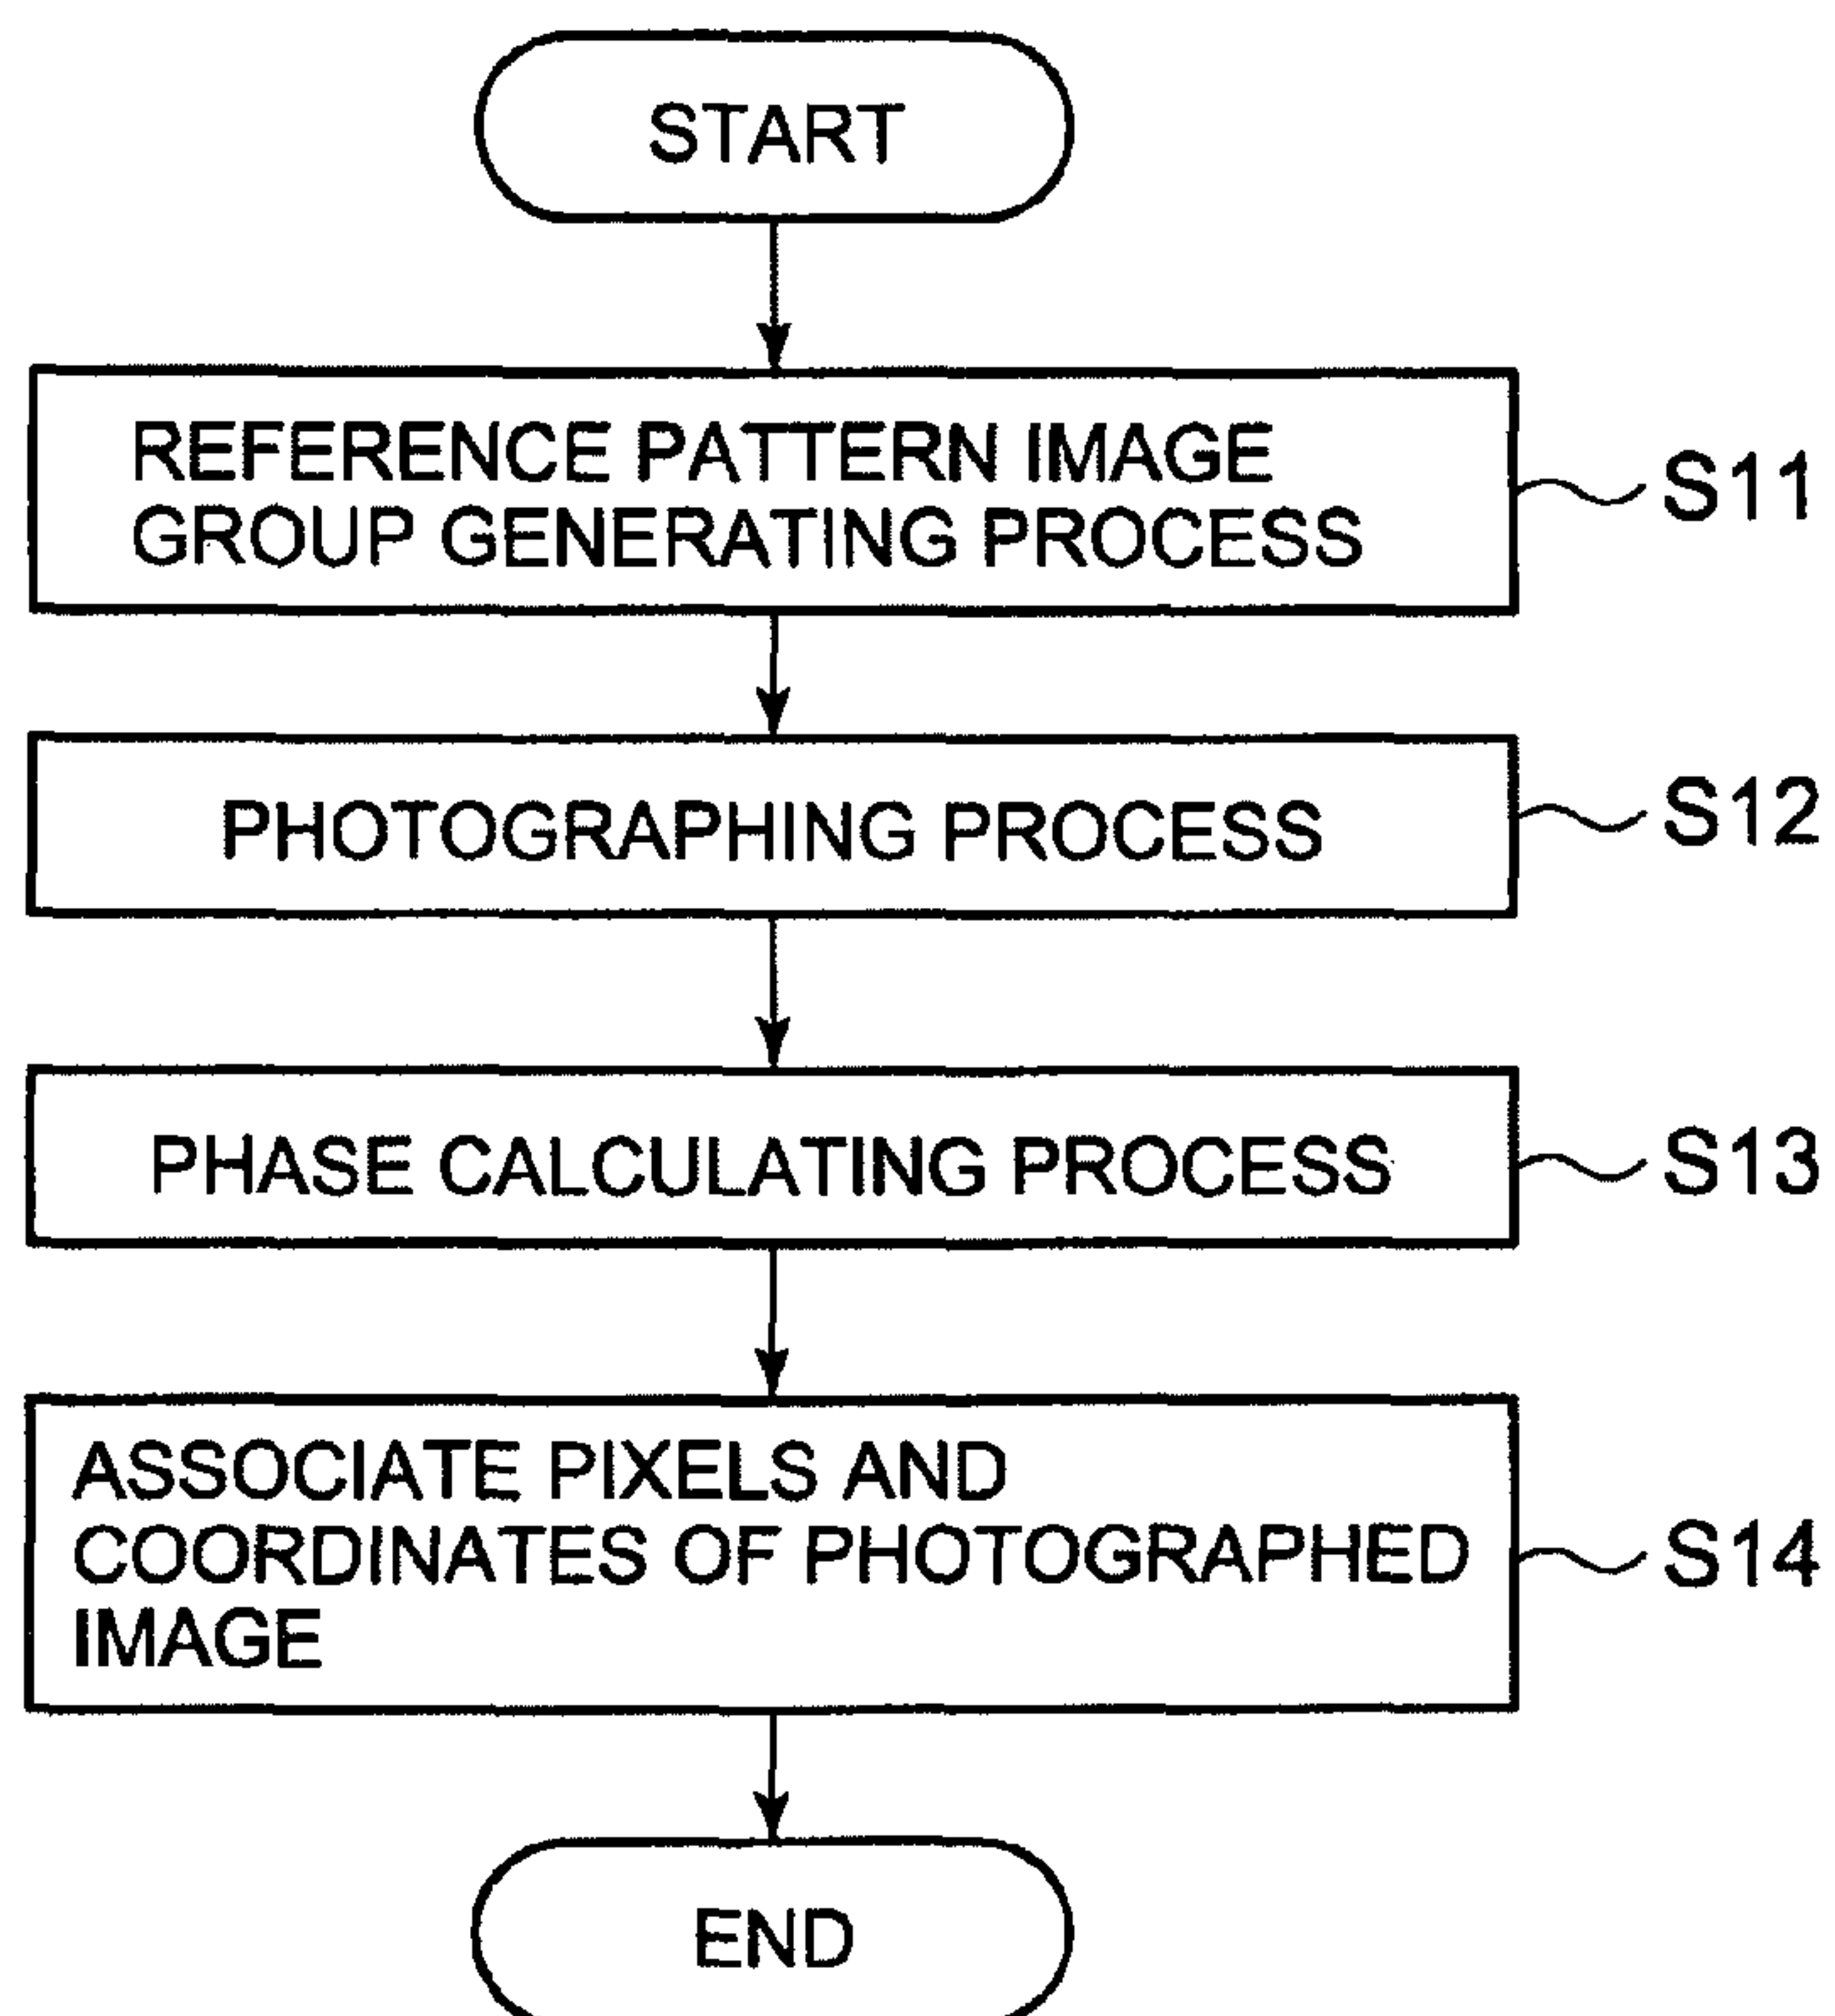 START
REFERENCE PATTERN IMAGE
GROUP GENERATING PROCESS
S11
PHOTOGRAPHING PROCESS
S12
PHASE CALCULATING PROCESS
S13
ASSOCIATE PIXELS AND
COORDINATES OF PHOTOGRAPHED
IMAGE
S14
END